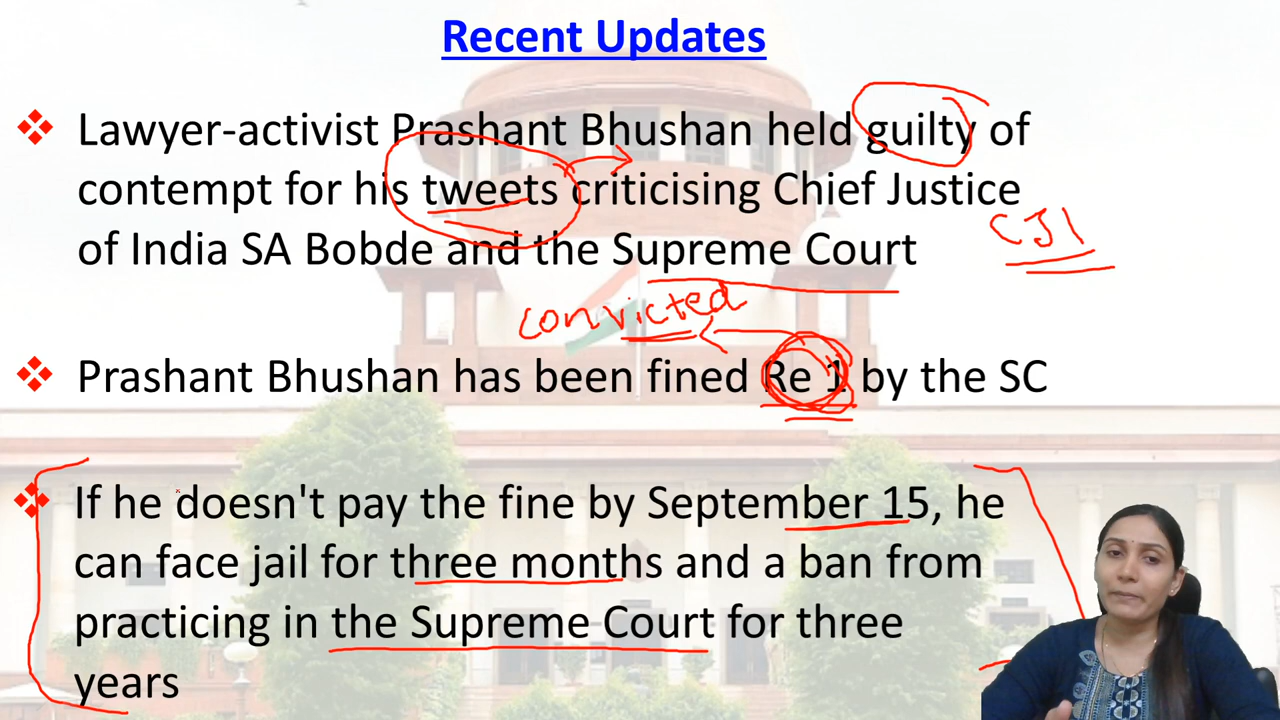 Recent Updates
Lawyer-activist Prashant Bhushan held guilty of
contempt for his tweets criticising Chief Justice
of India SA Bobde and the Supreme Court
CJI
convicted
Prashant Bhushan has been fined Re 1 by the SC
If he doesn't pay the fine by September 15, he
can face jail for three months and a ban from
practicing in the Supreme Court for three
years